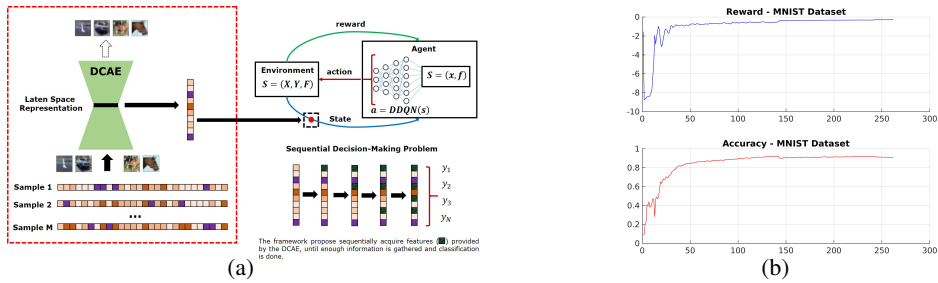 DCAE
Laten Space
Representation
Sample 1
Sample 2
...
Sample M
reward
Environment
S = (X, Y, F)
action
Agent
S = (x, f)
a = DDQN(s)
State
Sequential Decision-Making Problem
y1
y2
y3
yN
The framework propose sequentially acquire features ( ) provided
by the DCAE, until enough information is gathered and classification
is done.
(a)
Reward - MNIST Dataset
0
-2
-4
-6
-8
-10
0 50 100 150 200 250 300
Accuracy - MNIST Dataset
1
0.8
0.6
0.4
0.2
0
0 50 100 150 200 250 300
(b)